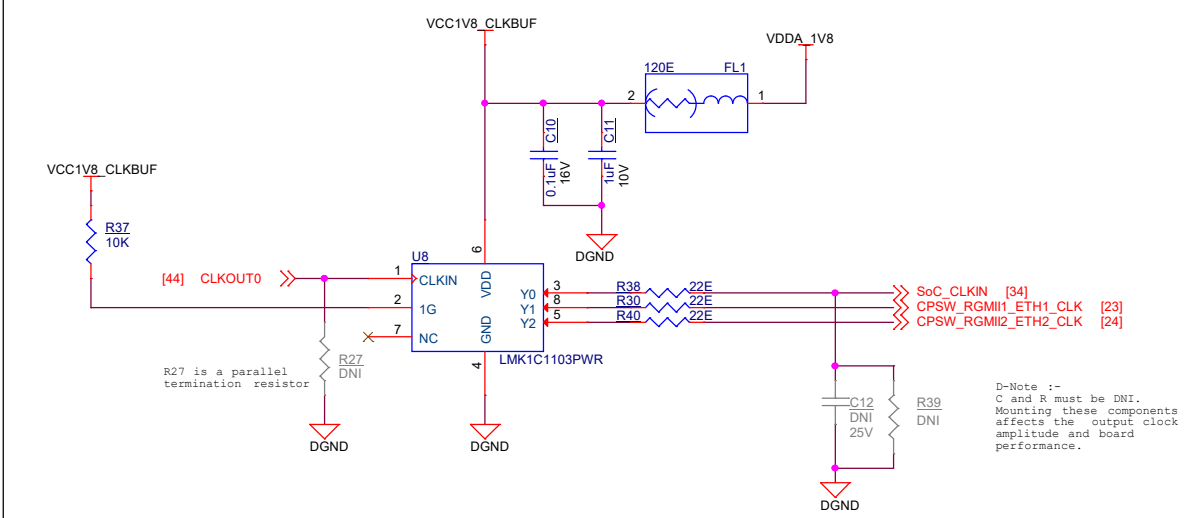 VCC1V8_CLKBUF
VDDA_1V8
120E FL1
2 1
C10
0.1uF
16V
C11
1uF
10V
DGND
VCC1V8_CLKBUF
R37
10K
U8
6
[44] CLKOUT0
1 CLKIN
VDD
2 1G
7 NC
GND
4
Y0 3
Y1 8
Y2 5
LMK1C1103PWR
R38 22E
R30 22E
R40 22E
SoC_CLKIN [34]
CPSW_RGMII1_ETH1_CLK [23]
CPSW_RGMII2_ETH2_CLK [24]
R27 is a parallel
termination resistor
R27
DNI
DGND
DGND
C12
DNI
25V
R39
DNI
DGND
D-Note :-
C and R must be DNI.
Mounting these components
affects the output clock
amplitude and board
performance.